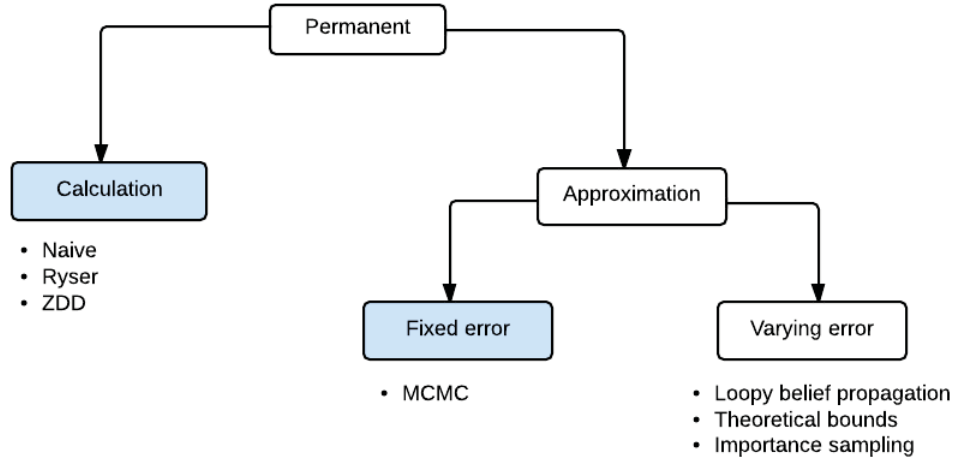 Permanent
Calculation
• Naive
• Ryser
• ZDD
Approximation
Fixed error
• MCMC
Varying error
• Loopy belief propagation
• Theoretical bounds
• Importance sampling